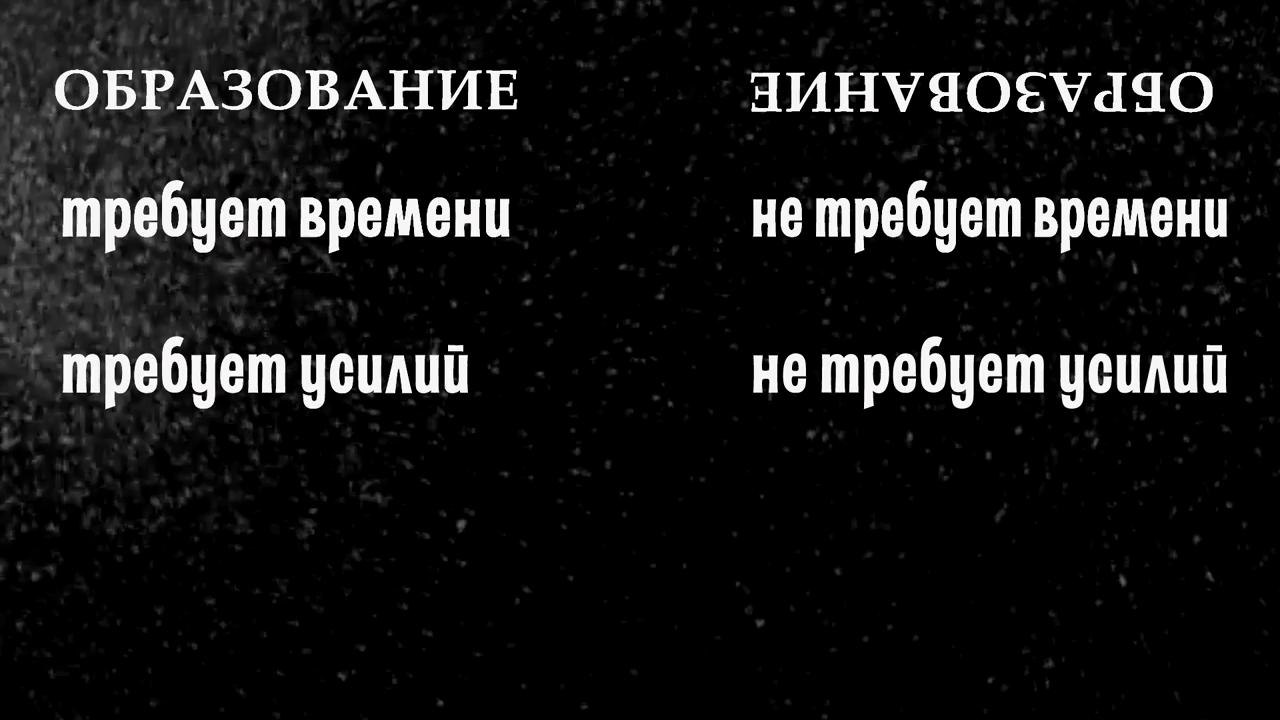 ОБРАЗОВАНИЕ
требует времени
требует усилий
ОБРАЗОВАНИЕ
не требует времени
не требует усилий